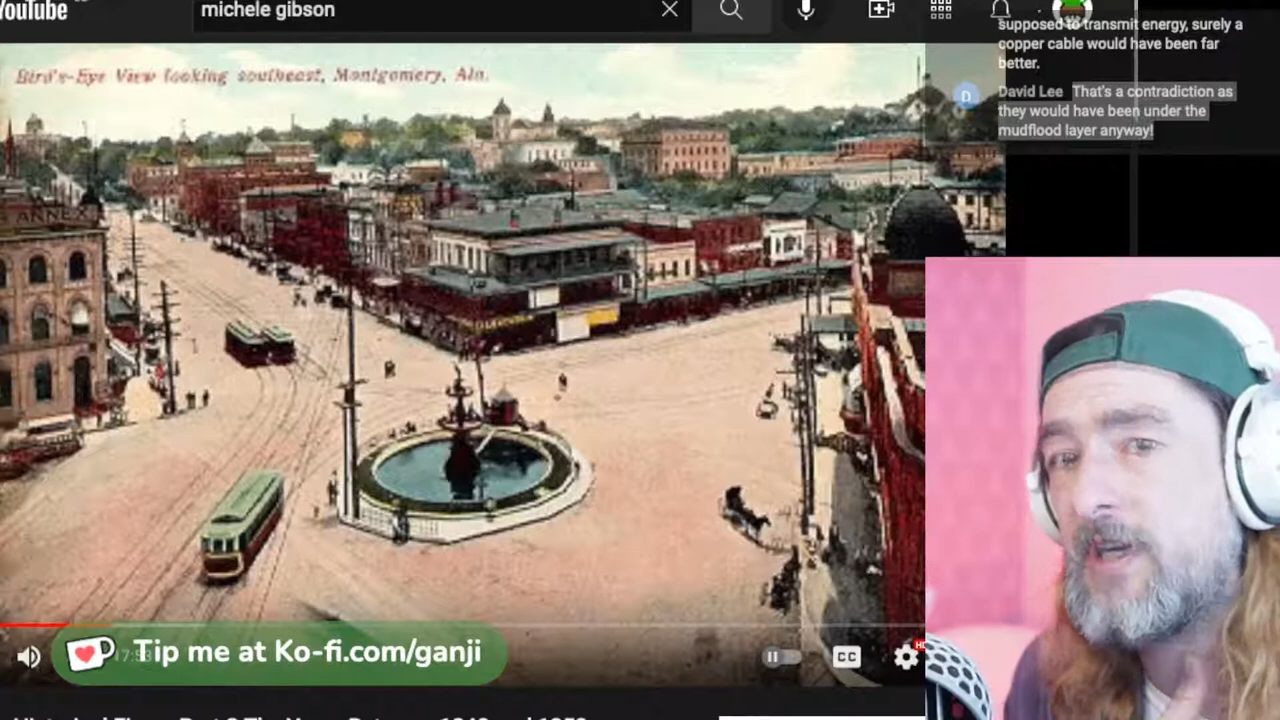 YouTube
michele gibson
supposed to transmit energy, surely a
copper cable would have been far
better.
D
David Lee That's a contradiction as
they would have been under the
mudflood layer anyway!
Bird's-Eye View looking southeast, Montgomery, Ala.
ANNEX
Tip me at Ko-fi.com/ganji
CC
HD